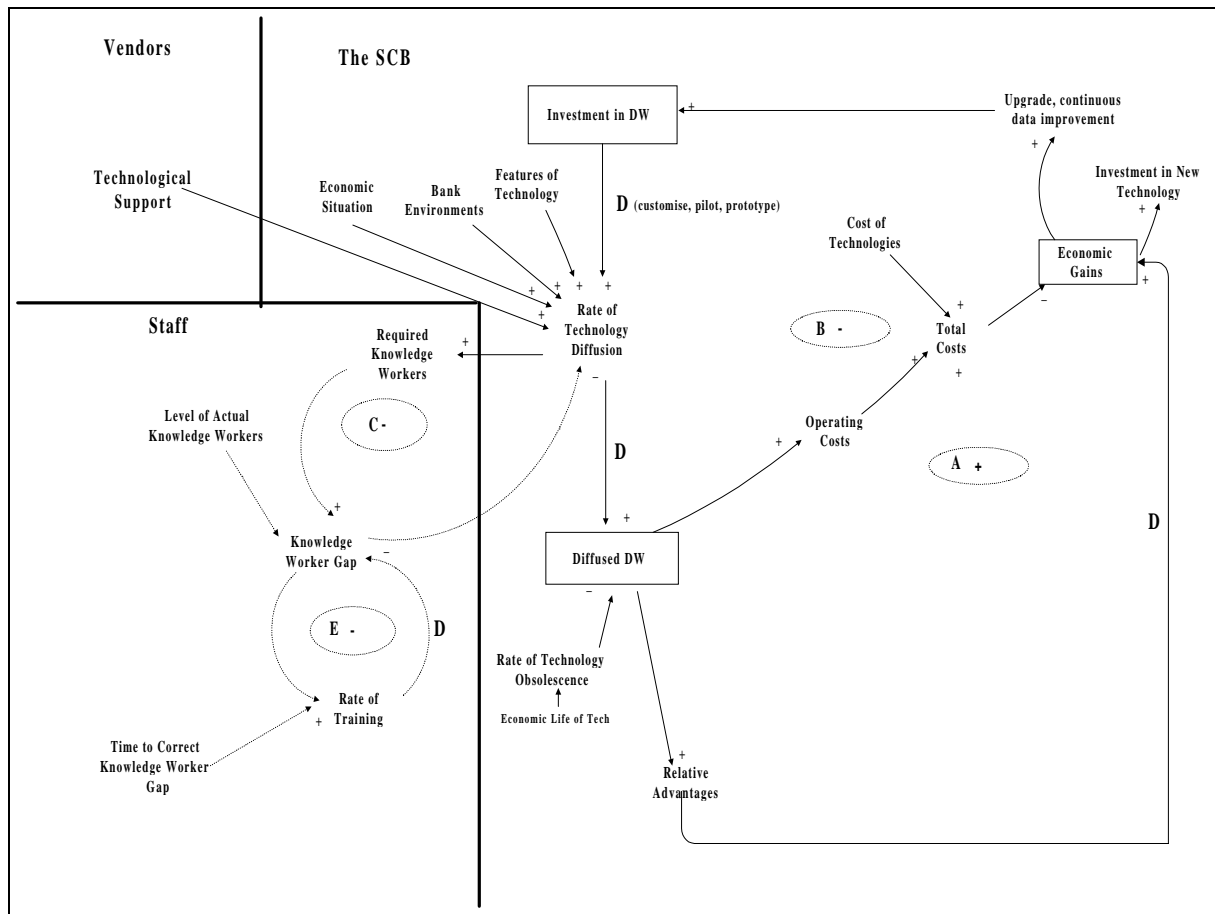 Vendors
The SCB
Investment in DW
+
Upgrade, continuous
data improvement
+
Investment in New
Technology
+
Technological
Support
Economic
Situation
Bank
Environments
Features of
Technology
D (customise, pilot, prototype)
Cost of
Technologies
Economic
Gains
+
-
+
+
+
+
+
+
Rate of
Technology
Diffusion
-
B -
+
Total
Costs
+
+
Staff
Required
Knowledge
Workers
+
C -
Level of Actual
Knowledge Workers
+
Knowledge
Worker Gap
-
D
Operating
Costs
+
A +
D
+
Diffused DW
-
E -
D
Rate of
Training
+
Rate of Technology
Obsolescence
Economic Life of Tech
Time to Correct
Knowledge Worker
Gap
+
Relative
Advantages